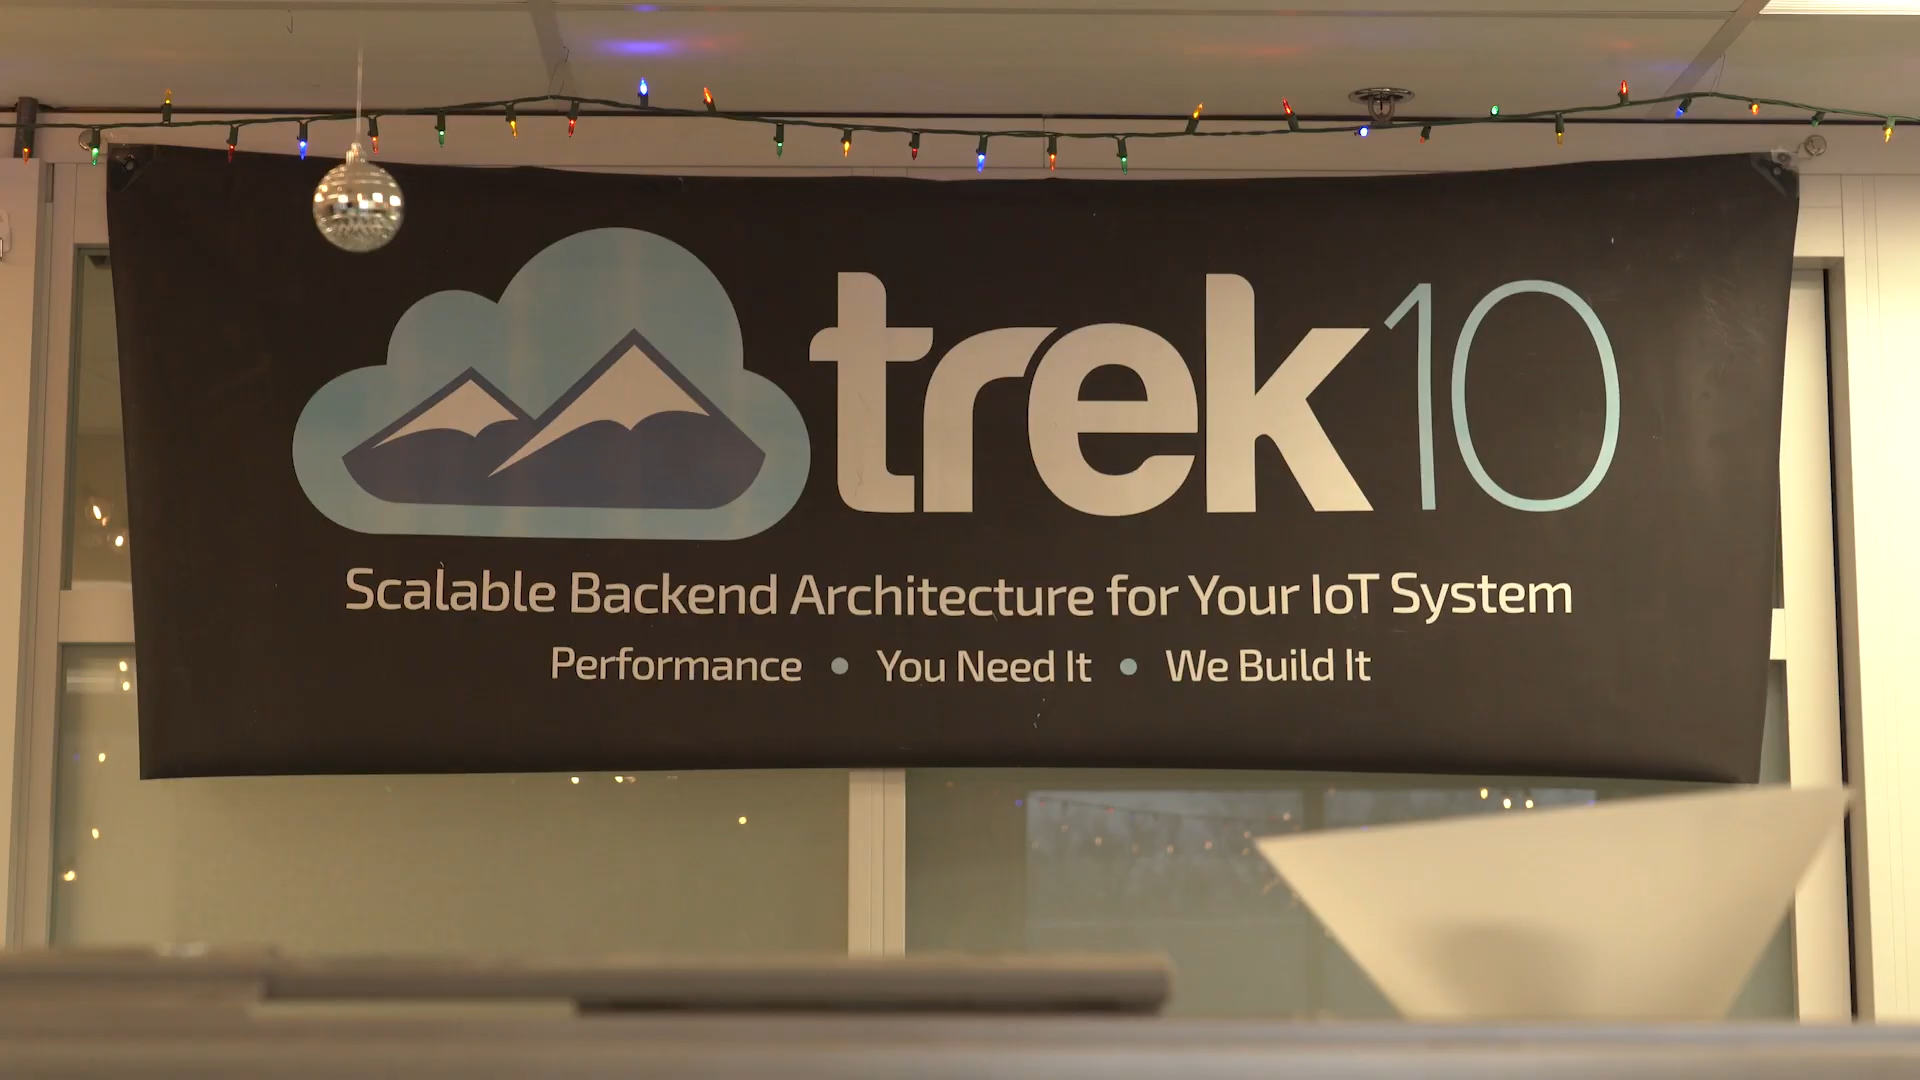 trek10
Scalable Backend Architecture for Your IoT System
Performance • You Need It • We Build It